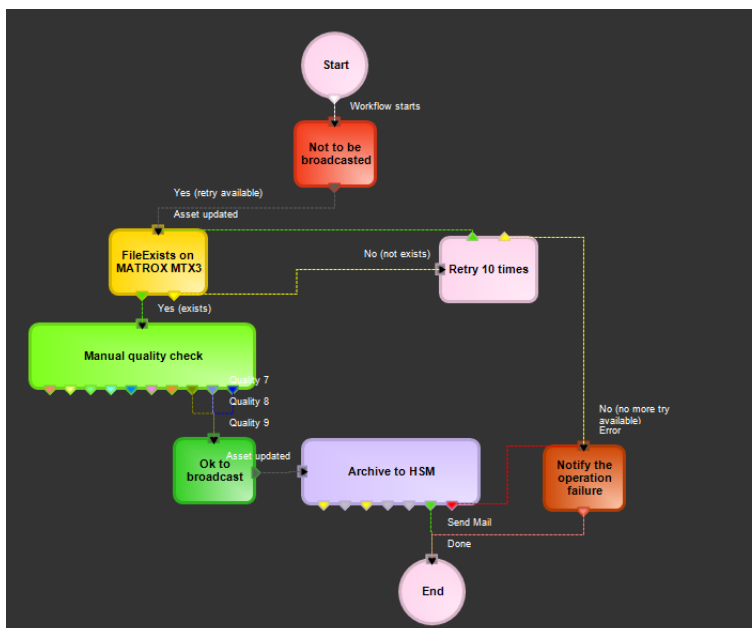 Start
Workflow starts
Not to be
broadcasted
Yes (retry available)
Asset updated
FileExists on
MATROX MTX3
No (not exists)
Retry 10 times
Yes (exists)
Manual quality check
Quality 7
Quality 8
Quality 9
No (no more try
available)
Error
Ok to
broadcast
Asset updated
Archive to HSM
Notify the
operation
failure
Send Mail
Done
End